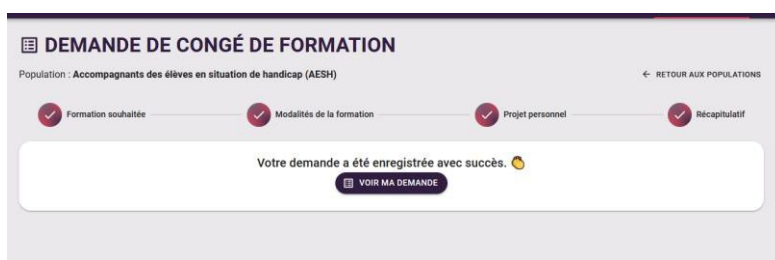 DEMANDE DE CONGÉ DE FORMATION
Population : Accompagnants des élèves en situation de handicap (AESH)
← RETOUR AUX POPULATIONS
Formation souhaitée
Modalités de la formation
Projet personnel
Récapitulatif
Votre demande a été enregistrée avec succès. 👏
VOIR MA DEMANDE